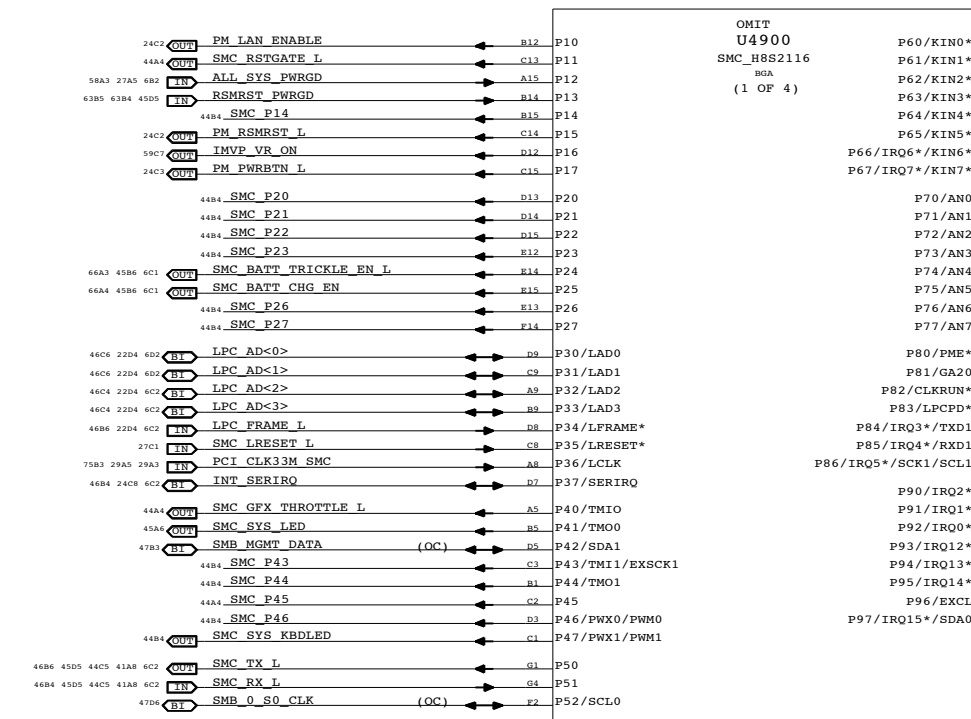 OMIT
U4900
SMC_H8S2116
BGA
(1 OF 4)
24C2 OUT PM_LAN_ENABLE B12 P10 P60/KIN0*
44A4 OUT SMC_RSTGATE_L C13 P11 P61/KIN1*
58A3 27A5 6B2 IN ALL_SYS_PWRGD A15 P12 P62/KIN2*
63B5 63B4 45D5 IN RSMRST_PWRGD B14 P13 P63/KIN3*
44B4 SMC_P14 B15 P14 P64/KIN4*
24C2 OUT PM_RSMRST_L C14 P15 P65/KIN5*
59C7 OUT IMVP_VR_ON D12 P16 P66/IRQ6*/KIN6*
24C3 OUT PM_PWRBTN_L C15 P17 P67/IRQ7*/KIN7*
44B4 SMC_P20 D13 P20 P70/AN0
44B4 SMC_P21 D14 P21 P71/AN1
44B4 SMC_P22 D15 P22 P72/AN2
44B4 SMC_P23 E12 P23 P73/AN3
66A3 45B6 6C1 OUT SMC_BATT_TRICKLE_EN_L E14 P24 P74/AN4
66A4 45B6 6C1 OUT SMC_BATT_CHG_EN E15 P25 P75/AN5
44B4 SMC_P26 E13 P26 P76/AN6
44B4 SMC_P27 F14 P27 P77/AN7
46C6 22D4 6D2 BI LPC_AD<0> D9 P30/LAD0 P80/PME*
46C6 22D4 6D2 BI LPC_AD<1> C9 P31/LAD1 P81/GA20
46C4 22D4 6C2 BI LPC_AD<2> A9 P32/LAD2 P82/CLKRUN*
46C4 22D4 6C2 BI LPC_AD<3> B9 P33/LAD3 P83/LPCPD*
46B6 22D4 6C2 IN LPC_FRAME_L D8 P34/LFRAME* P84/IRQ3*/TXD1
27C1 IN SMC_LRESET_L C8 P35/LRESET* P85/IRQ4*/RXD1
75B3 29A5 29A3 IN PCI_CLK33M_SMC A8 P36/LCLK P86/IRQ5*/SCK1/SCL1
46B4 24C8 6C2 BI INT_SERIRQ D7 P37/SERIRQ
P90/IRQ2*
44A4 OUT SMC_GFX_THROTTLE_L A5 P40/TMIO P91/IRQ1*
45A6 OUT SMC_SYS_LED B5 P41/TMO0 P92/IRQ0*
47B3 BI SMB_MGMT_DATA (OC) D5 P42/SDA1 P93/IRQ12*
44B4 SMC_P43 C3 P43/TMI1/EXSCK1 P94/IRQ13*
44B4 SMC_P44 B1 P44/TMO1 P95/IRQ14*
44A4 SMC_P45 C2 P45 P96/EXCL
44B4 SMC_P46 D3 P46/PWX0/PWM0 P97/IRQ15*/SDA0
44B4 OUT SMC_SYS_KBDLED C1 P47/PWX1/PWM1
46B6 45D5 44C5 41A8 6C2 OUT SMC_TX_L G1 P50
46B4 45D5 44C5 41A8 6C2 IN SMC_RX_L G4 P51
47D6 BI SMB_0_S0_CLK (OC) F2 P52/SCL0